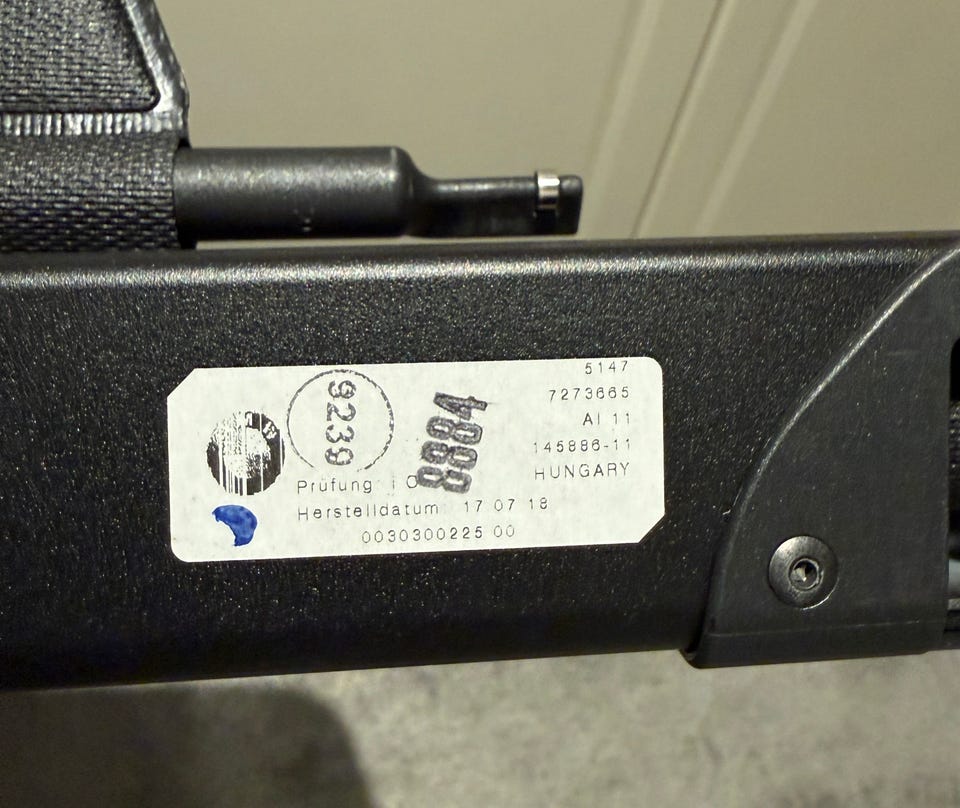 5147
7273665
AI 11
145886-11
HUNGARY
9239
8884
Prüfung: i.O
Herstelldatum: 17 07 18
0030300225 00